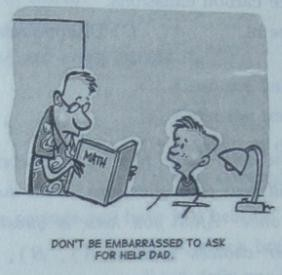 MATH
DON'T BE EMBARRASSED TO ASK
FOR HELP DAD.